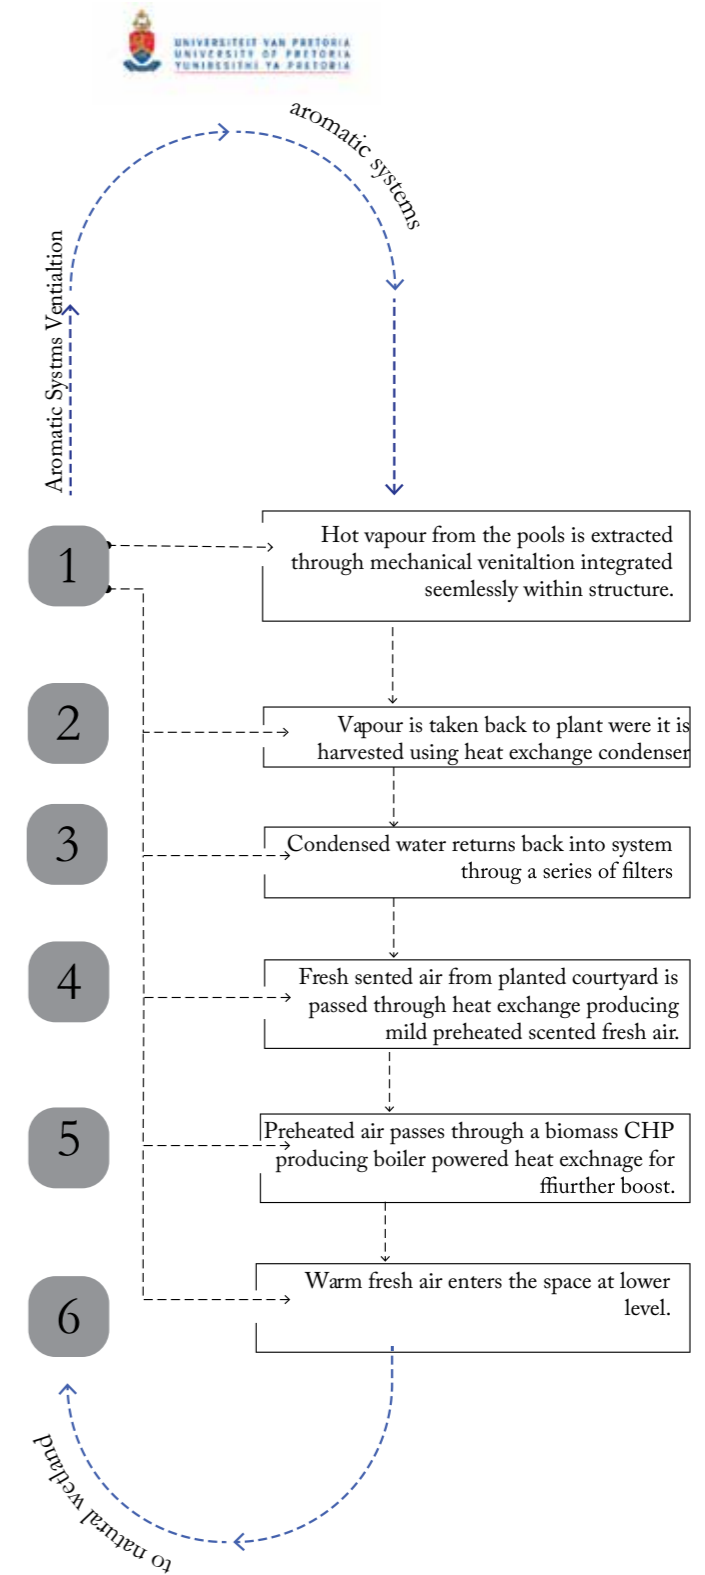 UNIVERSITEIT VAN PRETORIA
UNIVERSITY OF PRETORIA
YUNIBESITHI YA PRETORIA
aromatic systems
Aromatic Systms Ventialtion
1
Hot vapour from the pools is extracted
through mechanical venitaltion integrated
seemlessly within structure.
2
Vapour is taken back to plant were it is
harvested using heat exchange condenser
3
Condensed water returns back into system
throug a series of filters
4
Fresh sented air from planted courtyard is
passed through heat exchange producing
mild preheated scented fresh air.
5
Preheated air passes through a biomass CHP
producing boiler powered heat exchnage for
ffiurther boost.
6
Warm fresh air enters the space at lower
level.
to natural wetland